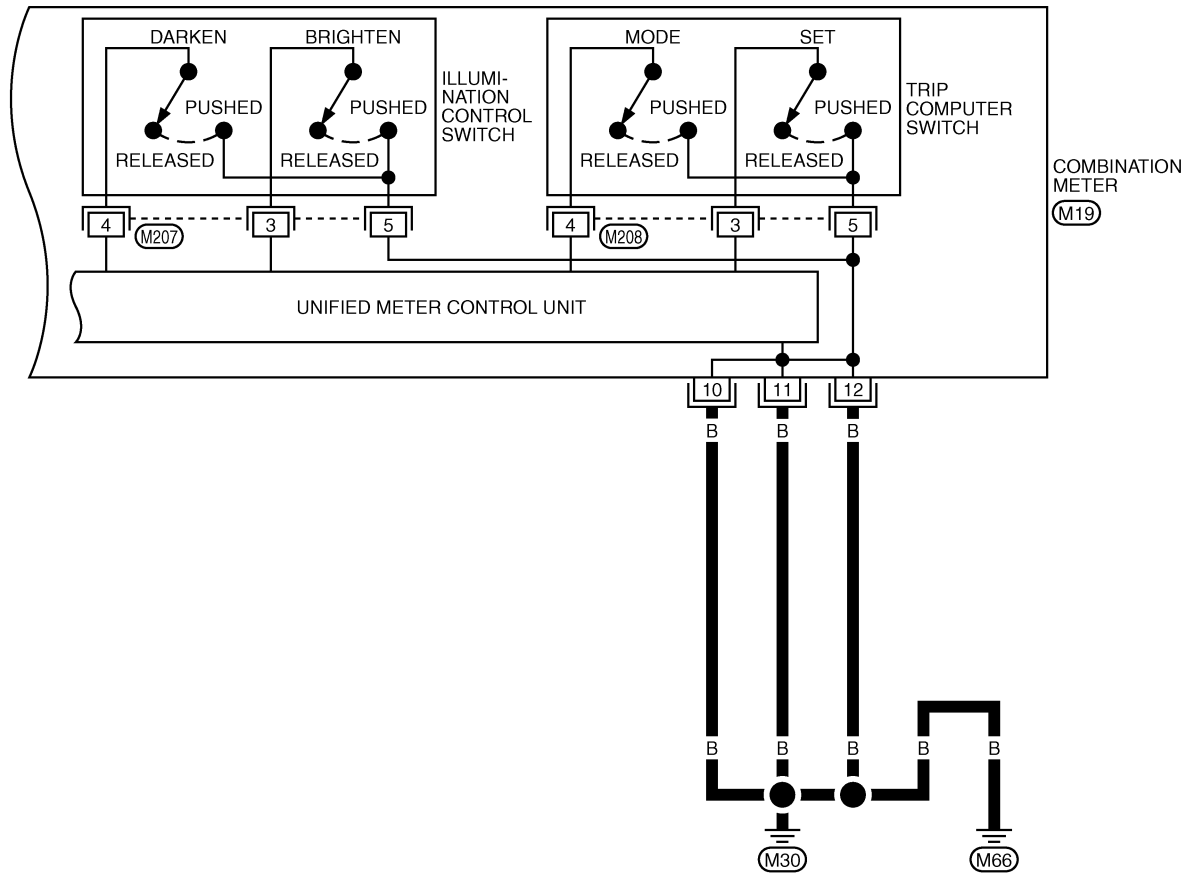 DARKEN
BRIGHTEN
PUSHED
PUSHED
RELEASED
RELEASED
ILLUMI-
NATION
CONTROL
SWITCH
MODE
SET
PUSHED
PUSHED
RELEASED
RELEASED
TRIP
COMPUTER
SWITCH
COMBINATION
METER
M19
4
M207
3
5
4
M208
3
5
UNIFIED METER CONTROL UNIT
10
11
12
B
B
B
B
B
B
B
B
M30
M66